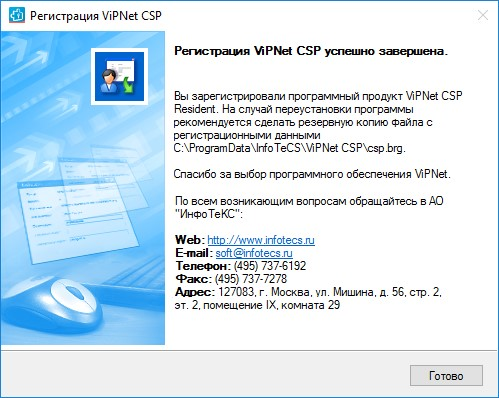 Регистрация ViPNet CSP
Регистрация ViPNet CSP успешно завершена.
Вы зарегистрировали программный продукт ViPNet CSP
Resident. На случай переустановки программы
рекомендуется сделать резервную копию файла с
регистрационными данными
C:\ProgramData\InfoTeCS\ViPNet CSP\csp.brg.
Спасибо за выбор программного обеспечения ViPNet.
По всем возникающим вопросам обращайтесь в АО
"ИнфоТеКС":
Web: http://www.infotecs.ru
E-mail: soft@infotecs.ru
Телефон: (495) 737-6192
Факс: (495) 737-7278
Адрес: 127083, г. Москва, ул. Мишина, д. 56, стр. 2,
эт. 2, помещение IX, комната 29
Готово